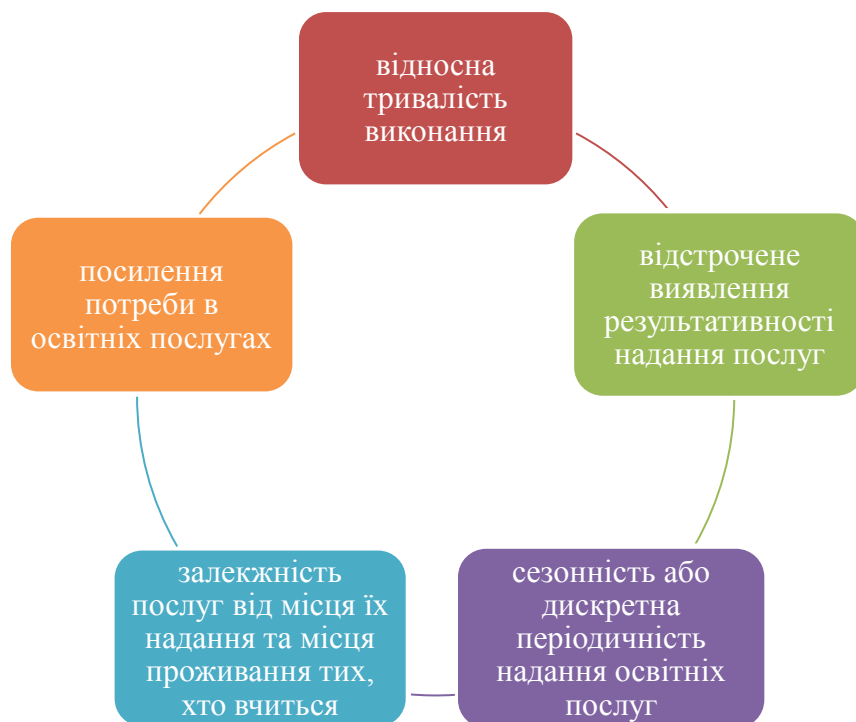 відносна
тривалість
виконання
відстрочене
виявлення
результативності
надання послуг
сезонність або
дискретна
періодичність
надання освітніх
послуг
залекжність
послуг від місця їх
надання та місця
проживання тих,
хто вчиться
посилення
потреби в
освітніх послугах